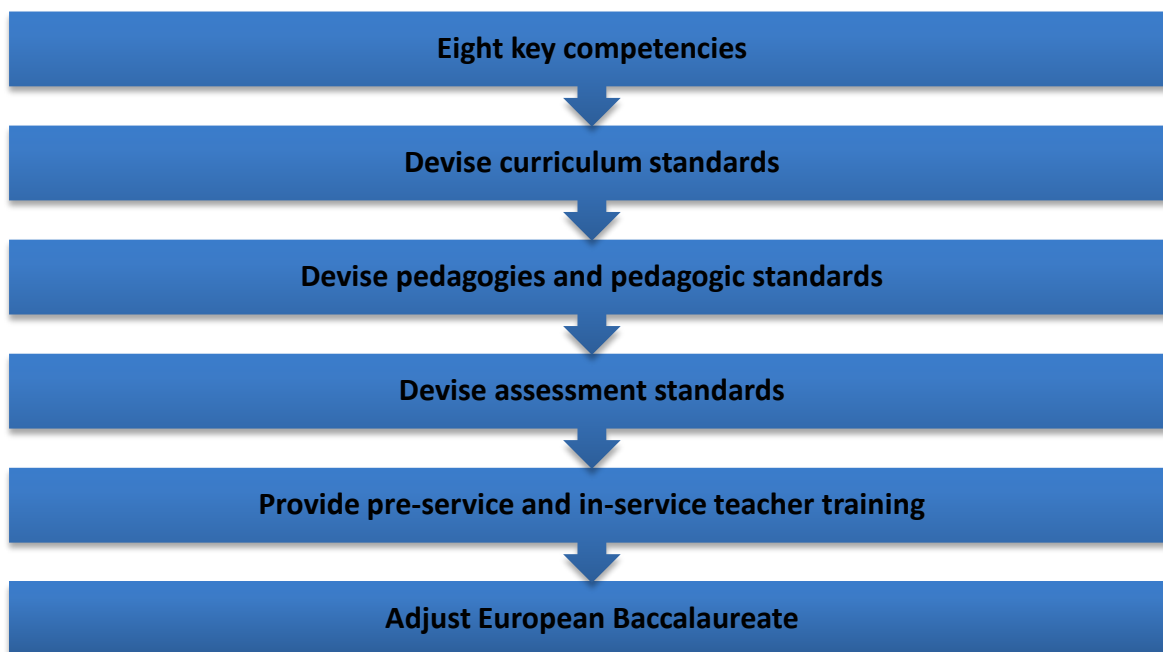 Eight key competencies
Devise curriculum standards
Devise pedagogies and pedagogic standards
Devise assessment standards
Provide pre-service and in-service teacher training
Adjust European Baccalaureate